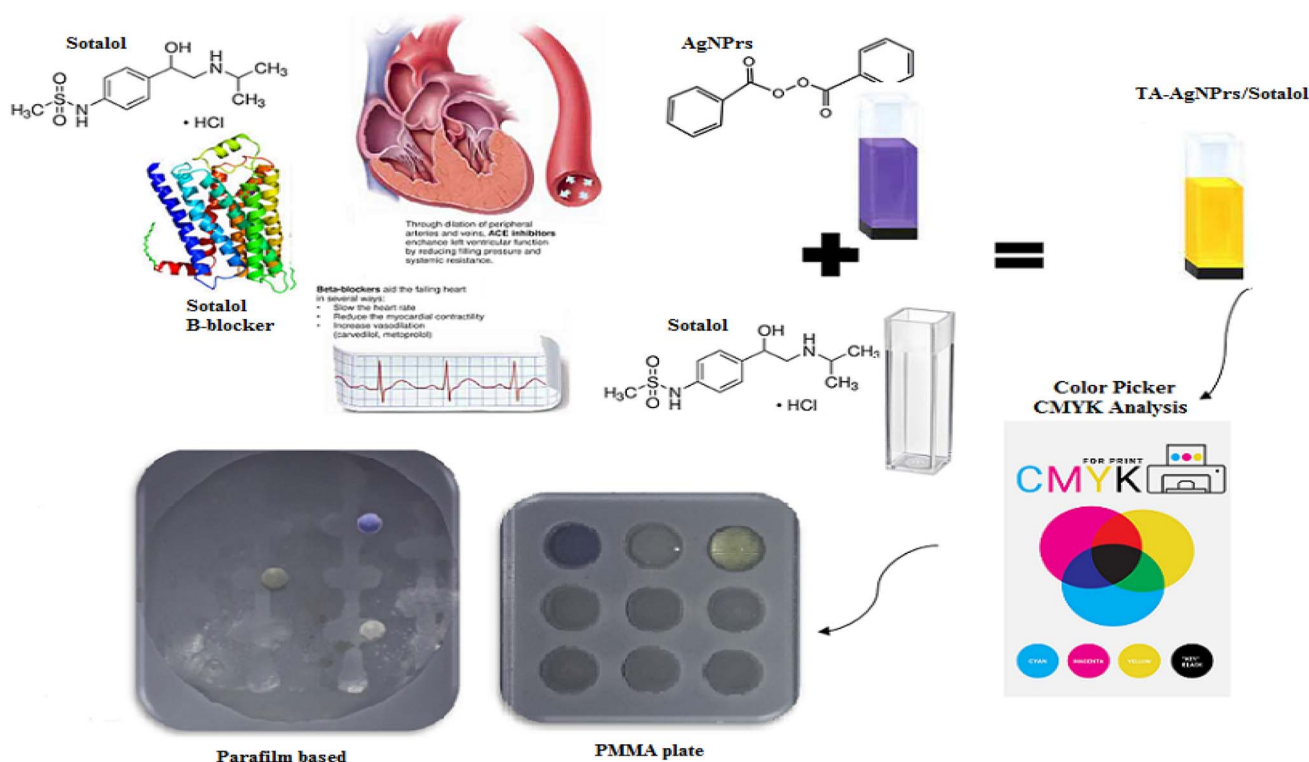 Sotalol
OH
H
N
CH3
CH3
O
S
O
H3C
NH
• HCl
Sotalol
B-blocker
Through dilation of peripheral
arteries and veins, ACE inhibitors
enchance left ventricular function
by reducing filling pressure and
systemic resistance.
Beta-blockers aid the failing heart
in several ways:
• Slow the heart rate
• Reduce the myocardial contractility
• Increase vasodilation
(carvedilol, metoprolol)
AgNPrs
O
O
O
O
+
Sotalol
OH
H
N
CH3
CH3
O
S
O
H3C
NH
• HCl
=
TA-AgNPrs/Sotalol
Color Picker
CMYK Analysis
FOR PRINT
CMYK
CYAN
MAGENTA
YELLOW
"KEY"
BLACK
Parafilm based
PMMA plate